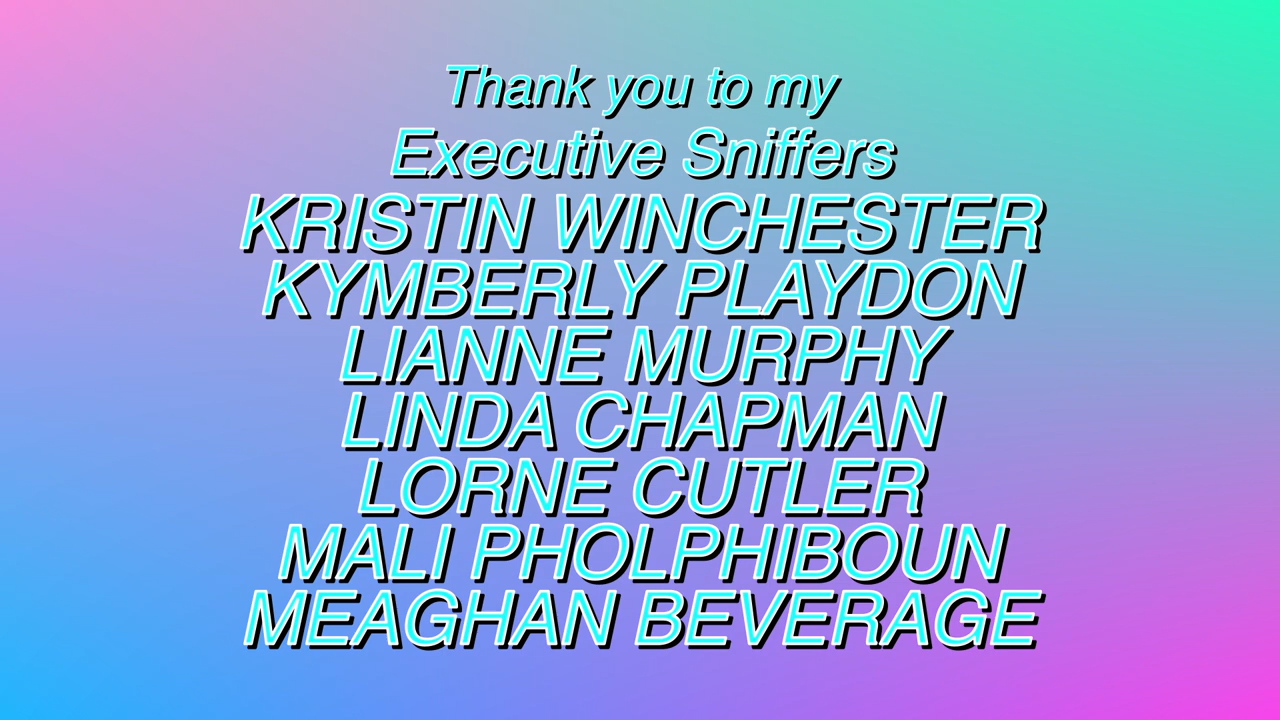 Thank you to my
Executive Sniffers
KRISTIN WINCHESTER
KYMBERLY PLAYDON
LIANNE MURPHY
LINDA CHAPMAN
LORNE CUTLER
MALI PHOLPHIBOUN
MEAGHAN BEVERAGE